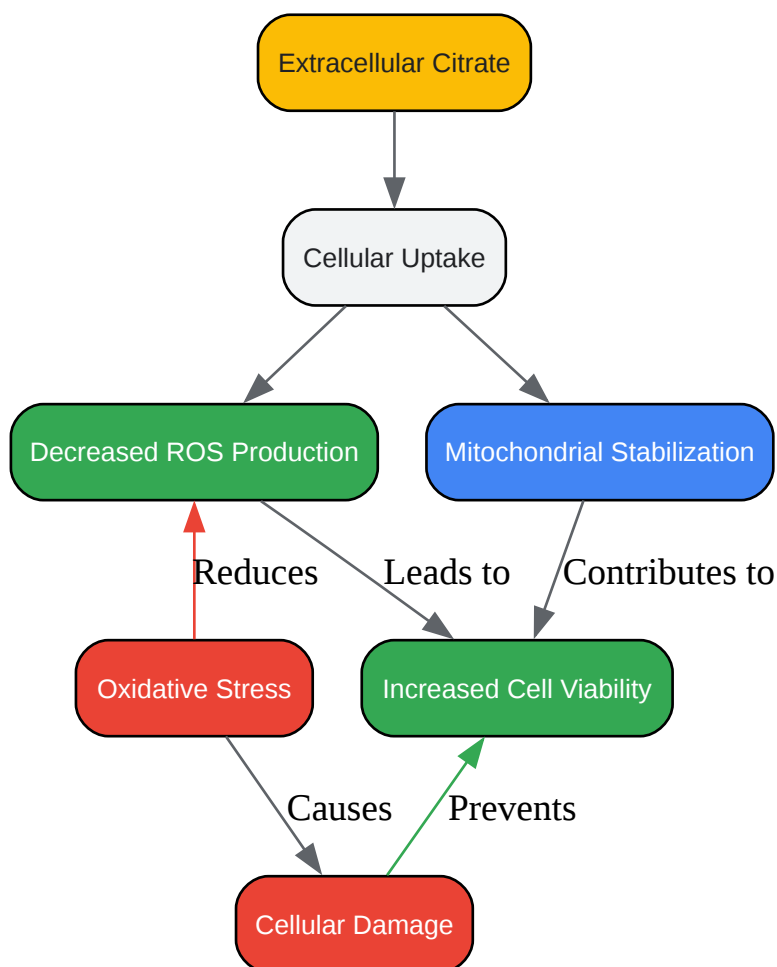 Extracellular Citrate
Cellular Uptake
Decreased ROS Production
Mitochondrial Stabilization
Reduces
Leads to
Contributes to
Oxidative Stress
Increased Cell Viability
Causes
Prevents
Cellular Damage